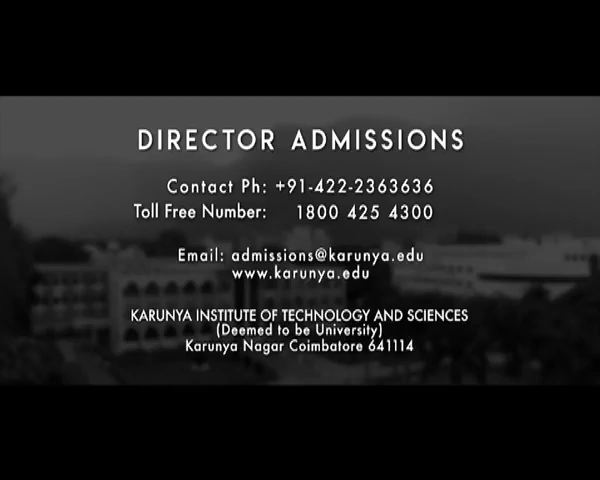 DIRECTOR ADMISSIONS
Contact Ph: +91-422-2363636
Toll Free Number: 1800 425 4300
Email: admissions@karunya.edu
www.karunya.edu
KARUNYA INSTITUTE OF TECHNOLOGY AND SCIENCES
(Deemed to be University)
Karunya Nagar Coimbatore 641114